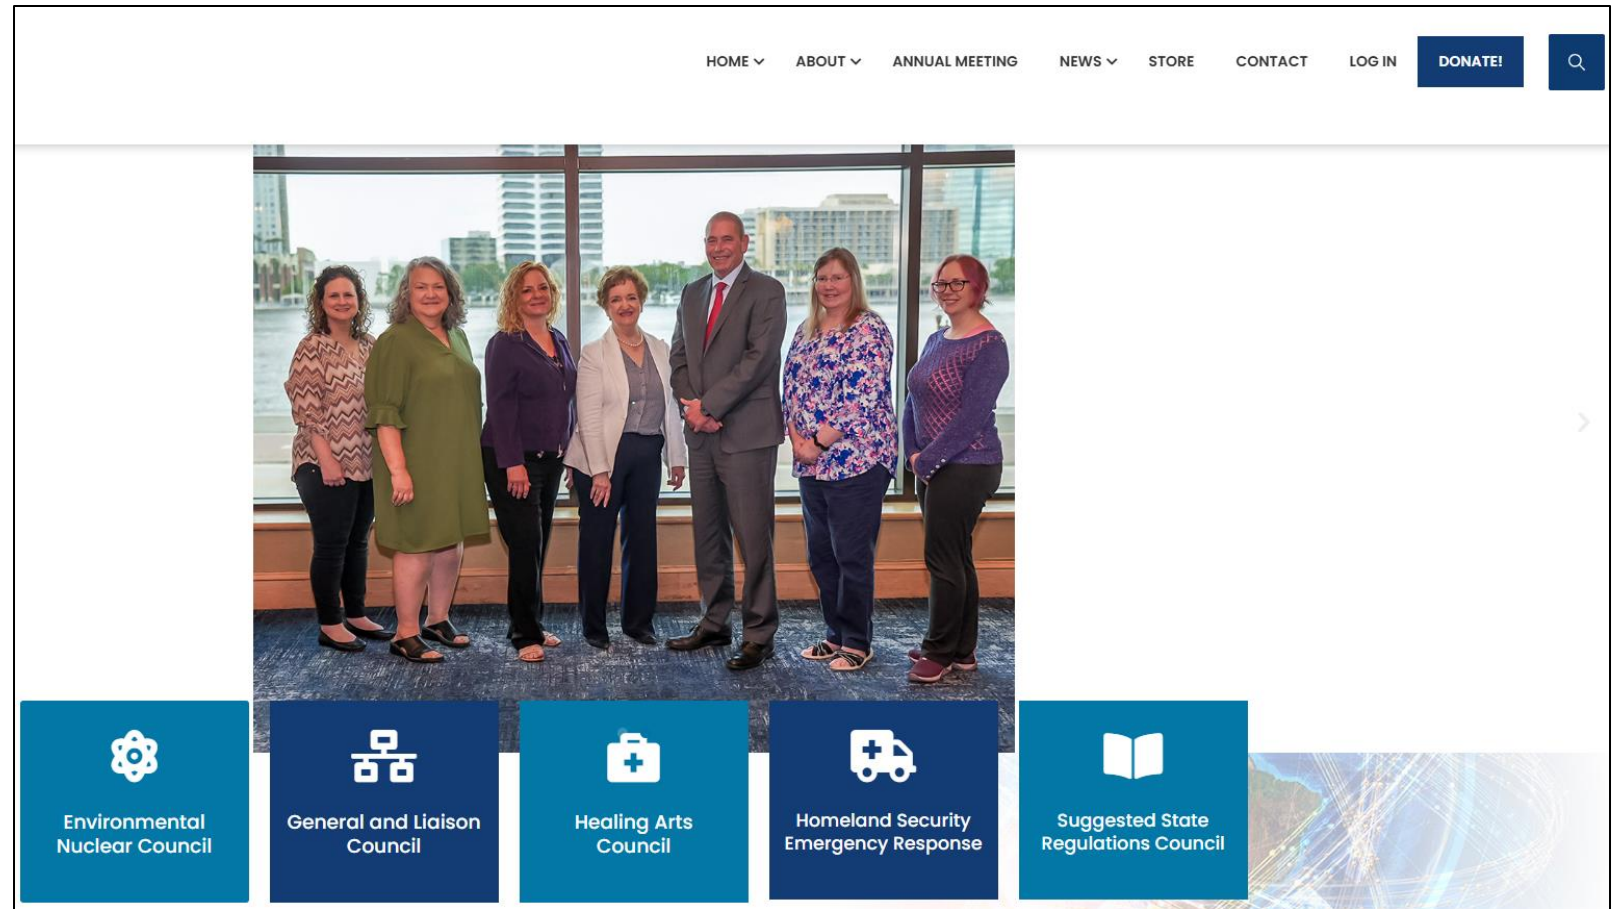 HOME ABOUT ANNUAL MEETING NEWS STORE CONTACT LOG IN DONATE!
Environmental
Nuclear Council
General and Liaison
Council
Healing Arts
Council
Homeland Security
Emergency Response
Suggested State
Regulations Council